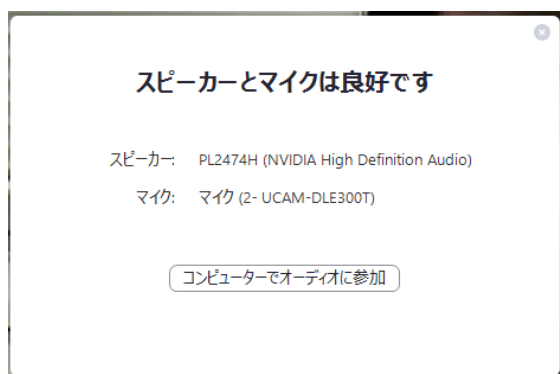 スピーカーとマイクは良好です
スピーカー: PL2474H (NVIDIA High Definition Audio)
マイク: マイク (2- UCAM-DLE300T)
コンピューターでオーディオに参加